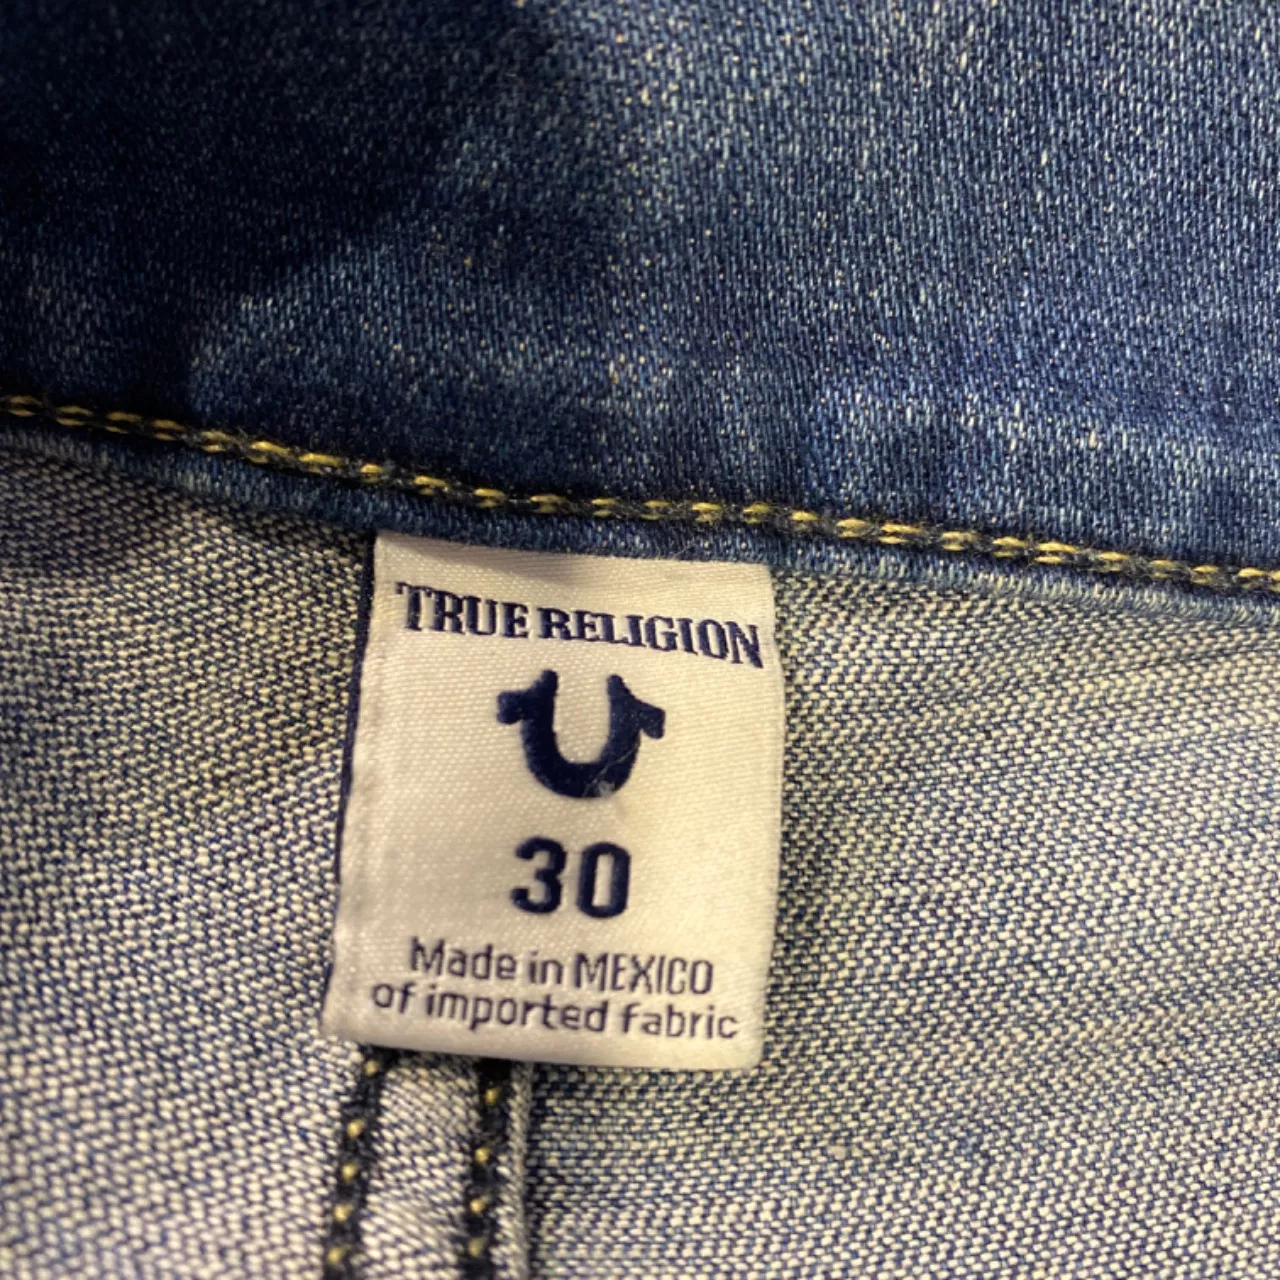 TRUE RELIGION
30
Made in MEXICO
of imported fabric